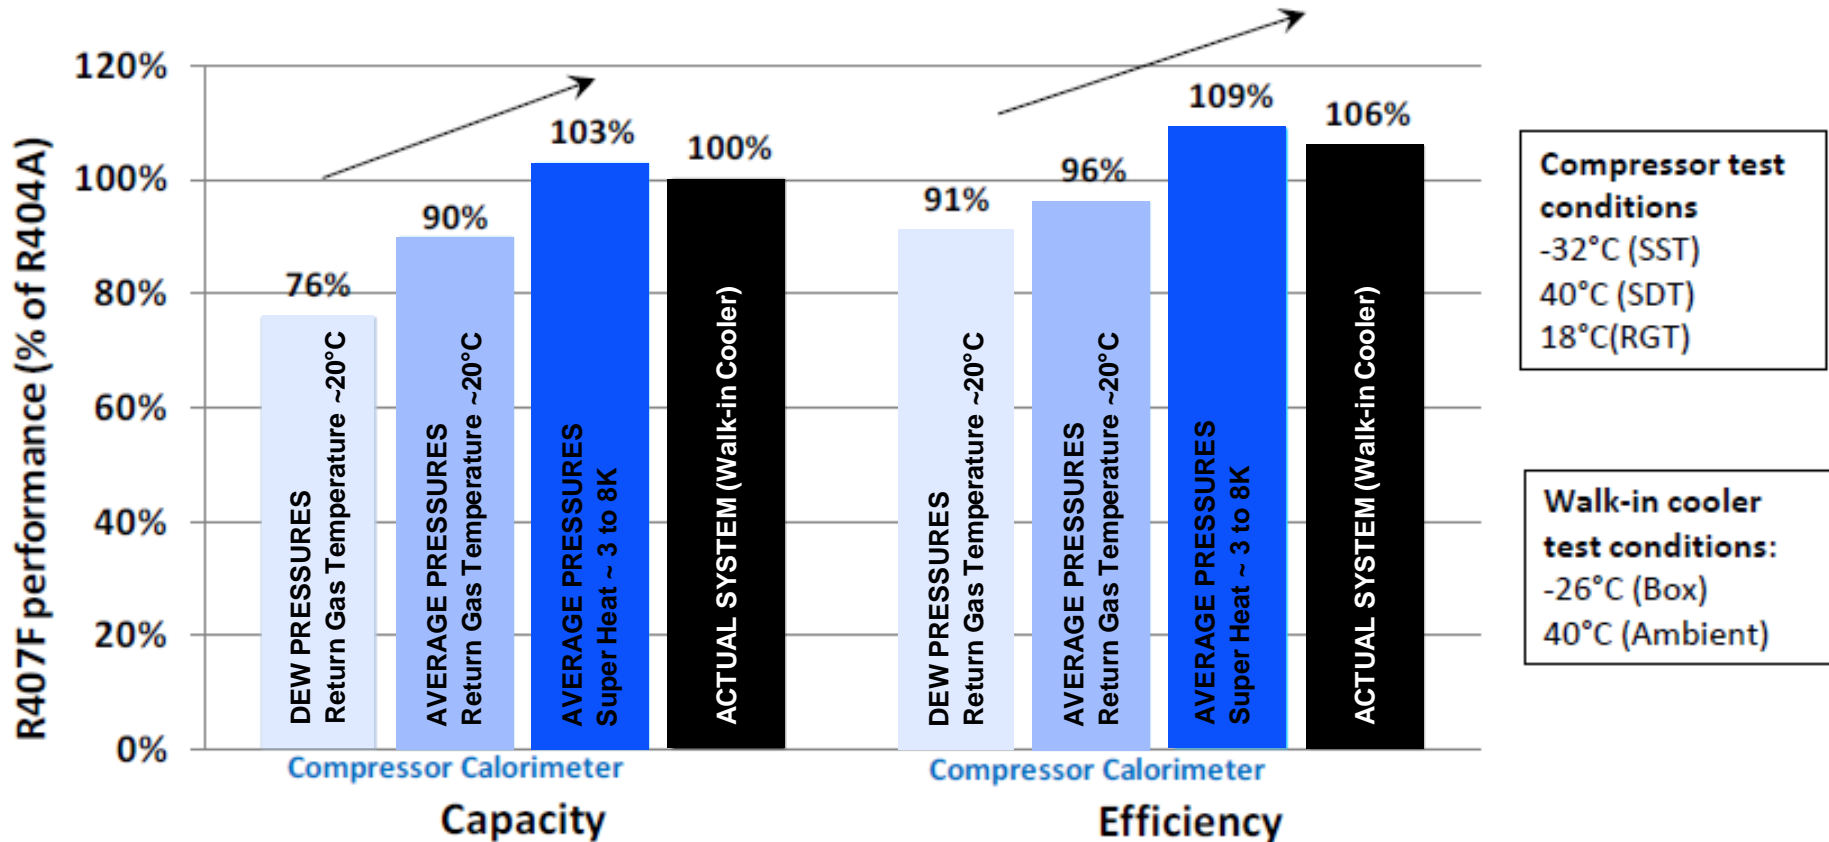 R407F performance (% of R404A)
120%
100%
80%
60%
40%
20%
0%
76%
90%
103%
100%
91%
96%
109%
106%
DEW PRESSURES
Return Gas Temperature ~20°C
AVERAGE PRESSURES
Return Gas Temperature ~20°C
AVERAGE PRESSURES
Super Heat ~ 3 to 8K
ACTUAL SYSTEM (Walk-in Cooler)
DEW PRESSURES
Return Gas Temperature ~20°C
AVERAGE PRESSURES
Return Gas Temperature ~20°C
AVERAGE PRESSURES
Super Heat ~ 3 to 8K
ACTUAL SYSTEM (Walk-in Cooler)
Compressor Calorimeter
Compressor Calorimeter
Capacity
Efficiency
Compressor test
conditions
-32°C (SST)
40°C (SDT)
18°C(RGT)
Walk-in cooler
test conditions:
-26°C (Box)
40°C (Ambient)